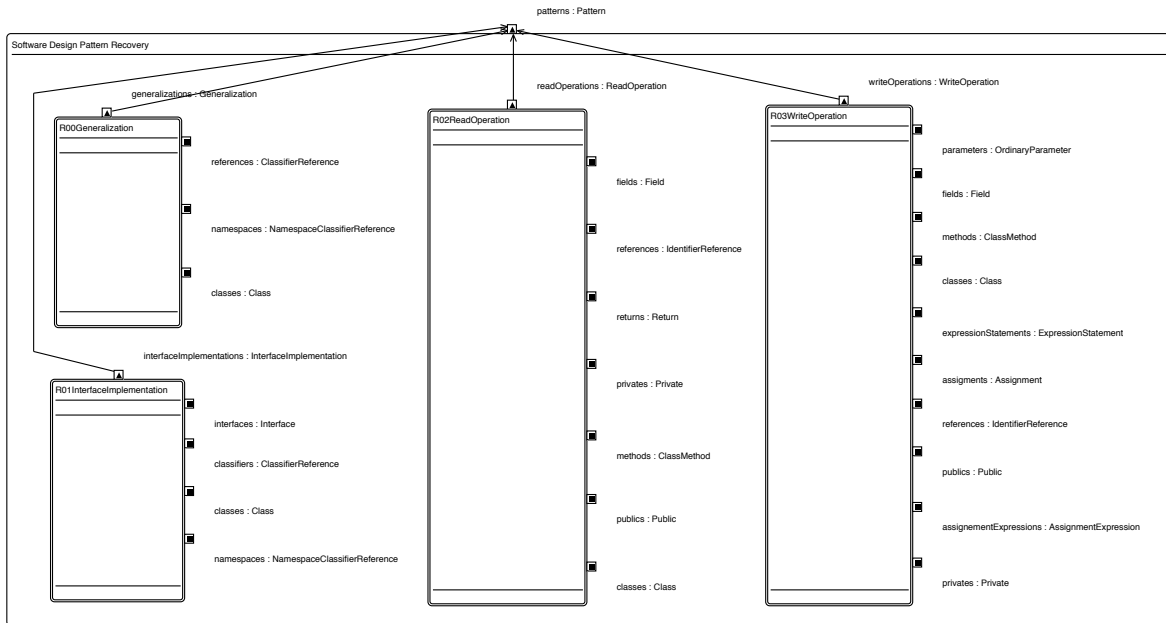 patterns : Pattern
Software Design Pattern Recovery
generalizations : Generalization
R00Generalization
references : ClassifierReference
namespaces : NamespaceClassifierReference
classes : Class
interfaceImplementations : InterfaceImplementation
R01InterfaceImplementation
interfaces : Interface
classifiers : ClassifierReference
classes : Class
namespaces : NamespaceClassifierReference
readOperations : ReadOperation
R02ReadOperation
fields : Field
references : IdentifierReference
returns : Return
privates : Private
methods : ClassMethod
publics : Public
classes : Class
writeOperations : WriteOperation
R03WriteOperation
parameters : OrdinaryParameter
fields : Field
methods : ClassMethod
classes : Class
expressionStatements : ExpressionStatement
assigments : Assignment
references : IdentifierReference
publics : Public
assignementExpressions : AssignmentExpression
privates : Private